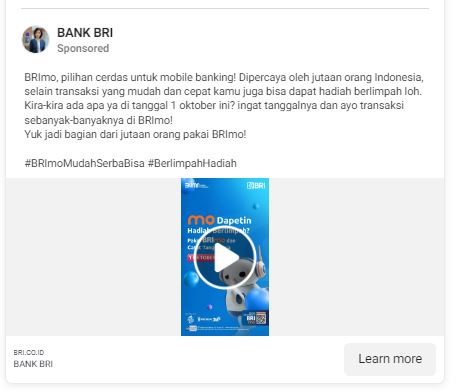 BANK BRI
Sponsored
BRImo, pilihan cerdas untuk mobile banking! Dipercaya oleh jutaan orang Indonesia,
selain transaksi yang mudah dan cepat kamu juga bisa dapat hadiah berlimpah loh.
Kira-kira ada apa ya di tanggal 1 oktober ini? ingat tanggalnya dan ayo transaksi
sebanyak-banyaknya di BRImo!
Yuk jadi bagian dari jutaan orang pakai BRImo!
#BRImoMudahSerbaBisa #BerlimpahHadiah
BRI
mo Dapetin
Hadiah Berlimpah?
BRI.CO.ID
BANK BRI
Learn more